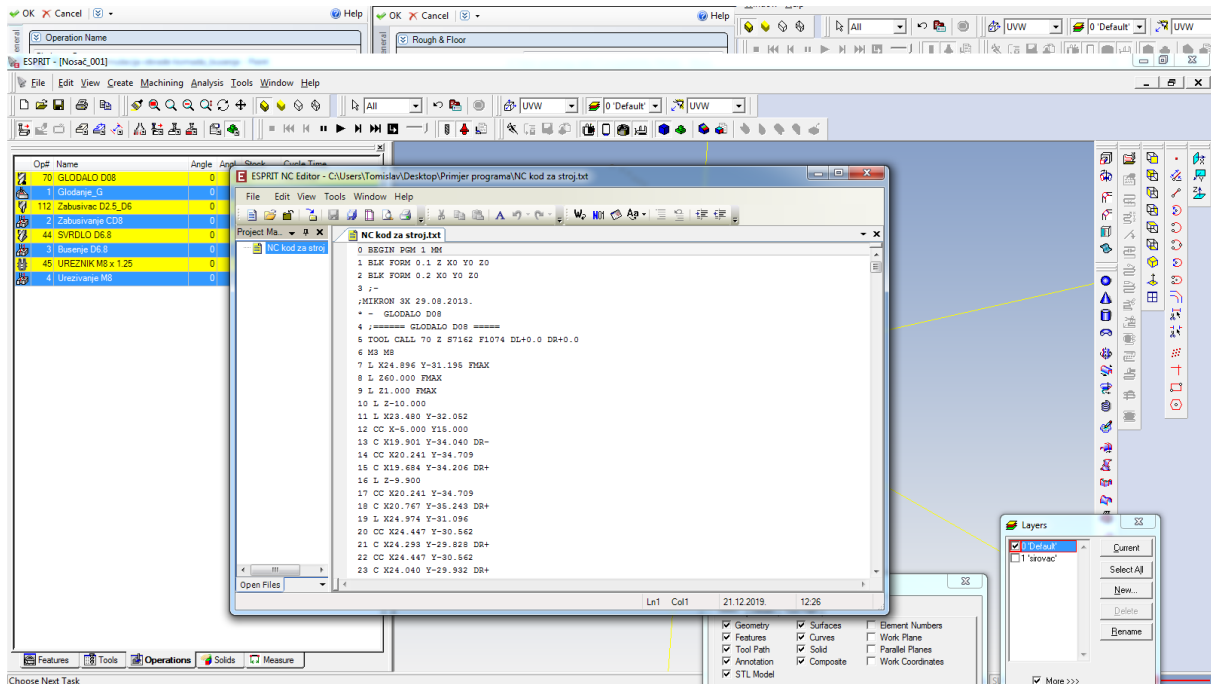 OK Cancel
Help
Operation Name
OK Cancel
Help
Rough & Floor
All
UVW
0 'Default'
UVW
ESPRIT - [Nosač_001]
File Edit View Create Machining Analysis Tools Window Help
All
UVW
0 'Default'
UVW
Op# Name Angle Angl Stock Cycle Time
70 GLODALO D08 0
1 Glodanje_G 0
112 Zabusivac D2.5_D6 0
2 Zabusivanje CD8 0
44 SVRDLO D6.8 0
3 Busenje D6.8 0
45 UREZNIK M8 x 1.25 0
4 Urezivanje M8 0
ESPRIT NC Editor - C:\Users\Tomislav\Desktop\Primjer programa\NC kod za stroj.txt
File Edit View Tools Window Help
Project Ma..
NC kod za stroj
Open Files
NC kod za stroj.txt
0 BEGIN PGM 1 MM
1 BLK FORM 0.1 Z X0 Y0 Z0
2 BLK FORM 0.2 X0 Y0 Z0
3 ;-
;MIKRON 3X 29.08.2013.
* - GLODALO D08
4 ;====== GLODALO D08 =====
5 TOOL CALL 70 Z S7162 F1074 DL+0.0 DR+0.0
6 M3 M8
7 L X24.896 Y-31.195 FMAX
8 L Z60.000 FMAX
9 L Z1.000 FMAX
10 L Z-10.000
11 L X23.480 Y-32.052
12 CC X-5.000 Y15.000
13 C X19.901 Y-34.040 DR-
14 CC X20.241 Y-34.709
15 C X19.684 Y-34.206 DR+
16 L Z-9.900
17 CC X20.241 Y-34.709
18 C X20.767 Y-35.243 DR+
19 L X24.974 Y-31.096
20 CC X24.447 Y-30.562
21 C X24.293 Y-29.828 DR+
22 CC X24.447 Y-30.562
23 C X24.040 Y-29.932 DR+
Ln1 Col1 21.12.2019. 12:26
Layers
0 'Default'
1 'sirovac'
Current
Select All
New...
Delete
Rename
More >>>
Geometry Surfaces Element Numbers
Features Curves Work Plane
Tool Path Solid Parallel Planes
Annotation Composite Work Coordinates
STL Model
Features Tools Operations Solids Measure
Choose Next Task